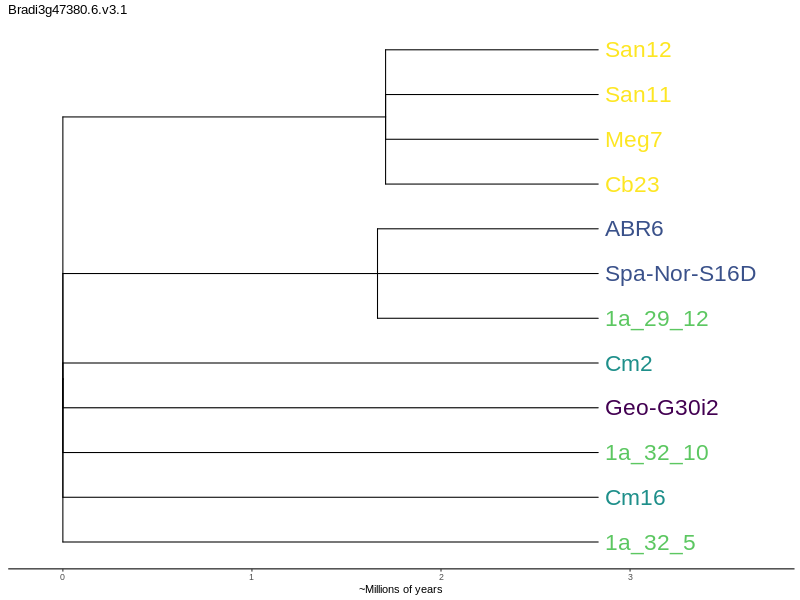 Bradi3g47380.6.v3.1
San12
San11
Meg7
Cb23
ABR6
Spa-Nor-S16D
1a_29_12
Cm2
Geo-G30i2
1a_32_10
Cm16
1a_32_5
0 1 2 3
~Millions of years